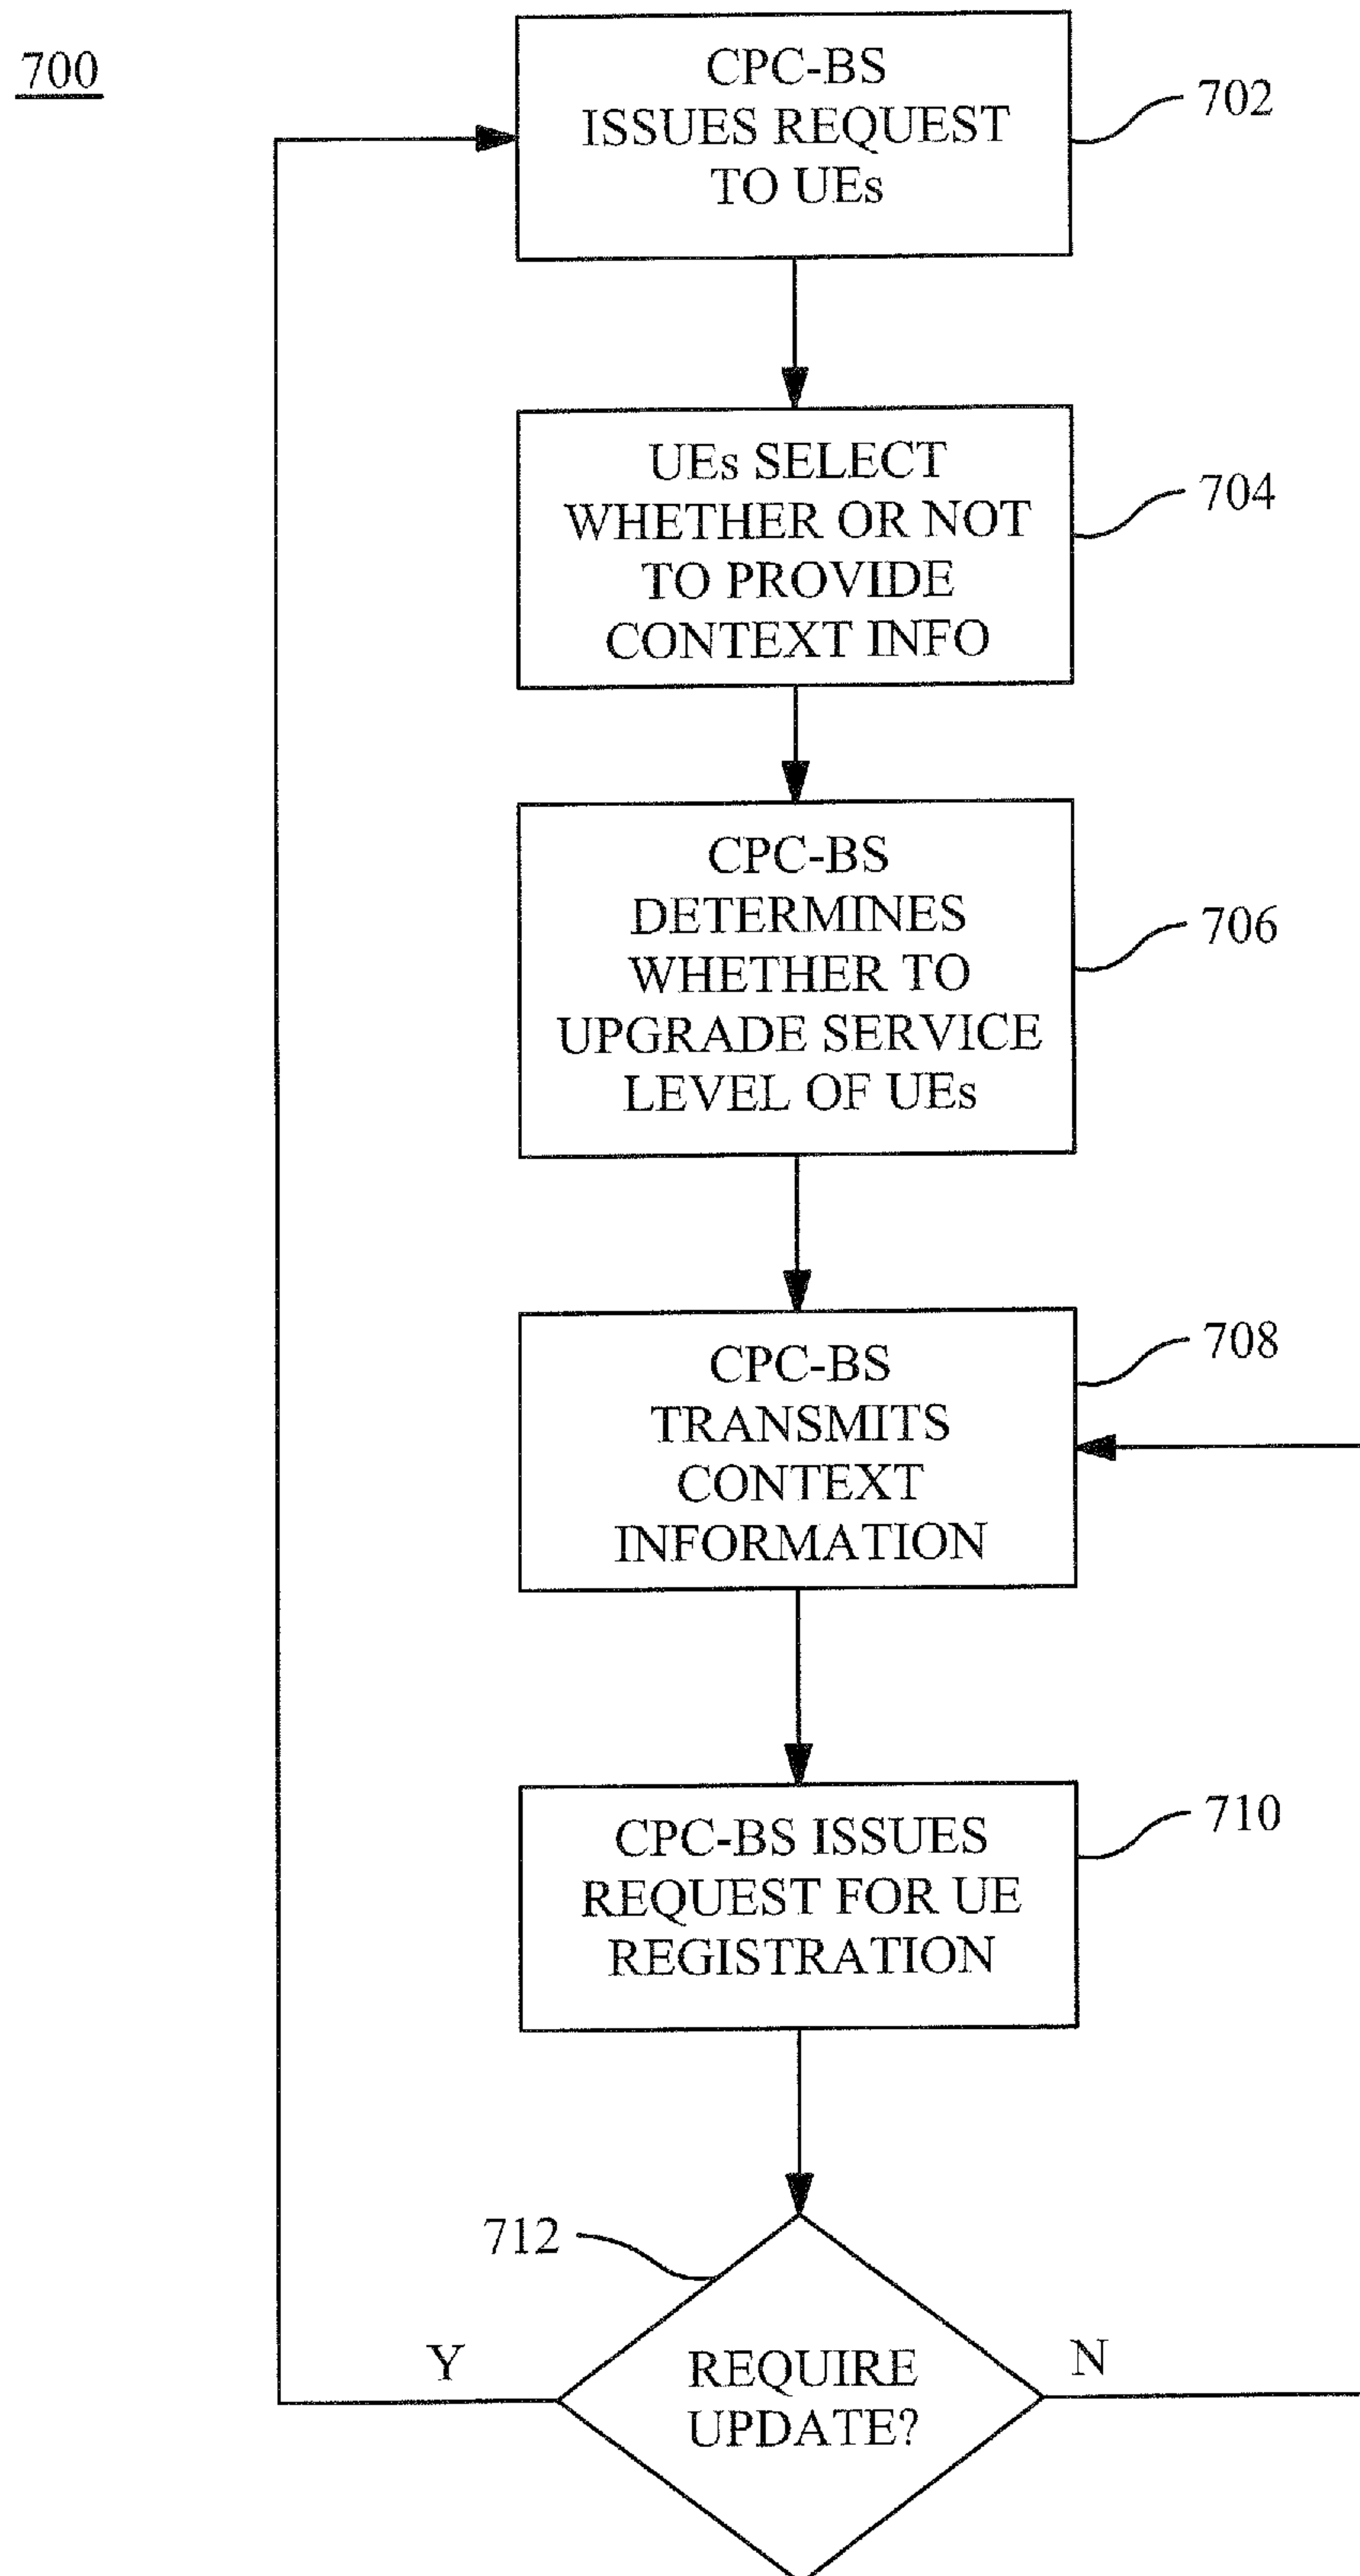 700
CPC-BS
ISSUES REQUEST
TO UEs
702
UEs SELECT
WHETHER OR NOT
TO PROVIDE
CONTEXT INFO
704
CPC-BS
DETERMINES
WHETHER TO
UPGRADE SERVICE
LEVEL OF UEs
706
CPC-BS
TRANSMITS
CONTEXT
INFORMATION
708
CPC-BS ISSUES
REQUEST FOR UE
REGISTRATION
710
712
Y
REQUIRE
UPDATE?
N